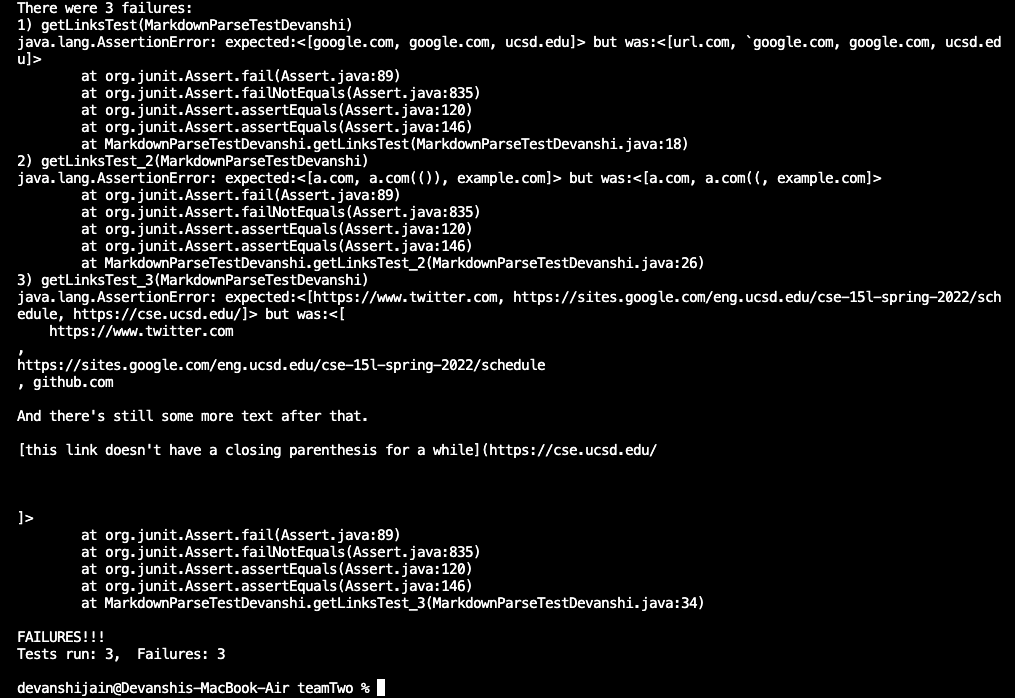 There were 3 failures:
1) getLinksTest(MarkdownParseTestDevanshi)
java.lang.AssertionError: expected:<[google.com, google.com, ucsd.edu]> but was:<[url.com, `google.com, google.com, ucsd.ed
u]>
        at org.junit.Assert.fail(Assert.java:89)
        at org.junit.Assert.failNotEquals(Assert.java:835)
        at org.junit.Assert.assertEquals(Assert.java:120)
        at org.junit.Assert.assertEquals(Assert.java:146)
        at MarkdownParseTestDevanshi.getLinksTest(MarkdownParseTestDevanshi.java:18)
2) getLinksTest_2(MarkdownParseTestDevanshi)
java.lang.AssertionError: expected:<[a.com, a.com(()), example.com]> but was:<[a.com, a.com((, example.com]>
        at org.junit.Assert.fail(Assert.java:89)
        at org.junit.Assert.failNotEquals(Assert.java:835)
        at org.junit.Assert.assertEquals(Assert.java:120)
        at org.junit.Assert.assertEquals(Assert.java:146)
        at MarkdownParseTestDevanshi.getLinksTest_2(MarkdownParseTestDevanshi.java:26)
3) getLinksTest_3(MarkdownParseTestDevanshi)
java.lang.AssertionError: expected:<[https://www.twitter.com, https://sites.google.com/eng.ucsd.edu/cse-15l-spring-2022/sch
edule, https://cse.ucsd.edu/]> but was:<[
    https://www.twitter.com
,
https://sites.google.com/eng.ucsd.edu/cse-15l-spring-2022/schedule
, github.com

And there's still some more text after that.

[this link doesn't have a closing parenthesis for a while](https://cse.ucsd.edu/



]>
        at org.junit.Assert.fail(Assert.java:89)
        at org.junit.Assert.failNotEquals(Assert.java:835)
        at org.junit.Assert.assertEquals(Assert.java:120)
        at org.junit.Assert.assertEquals(Assert.java:146)
        at MarkdownParseTestDevanshi.getLinksTest_3(MarkdownParseTestDevanshi.java:34)

FAILURES!!!
Tests run: 3,  Failures: 3

devanshijain@Devanshis-MacBook-Air teamTwo %